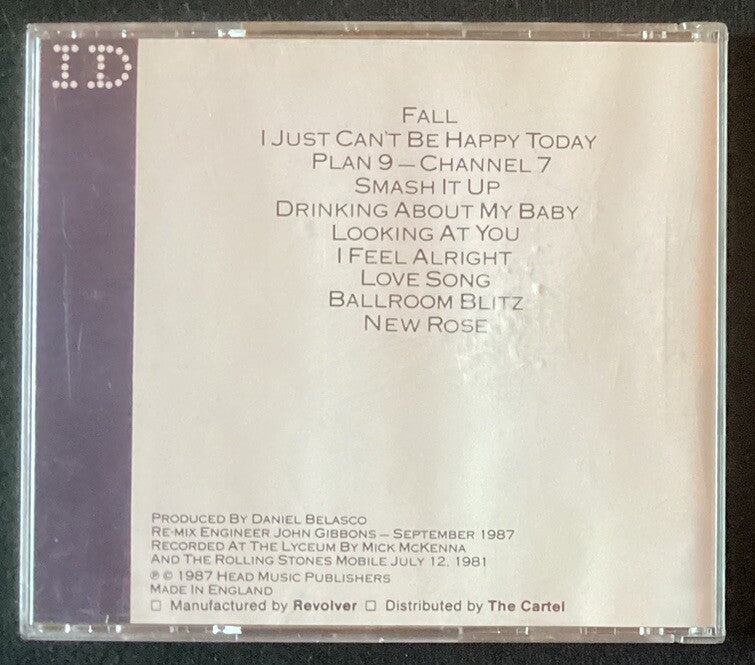 ID
FALL
I JUST CAN'T BE HAPPY TODAY
PLAN 9 – CHANNEL 7
SMASH IT UP
DRINKING ABOUT MY BABY
LOOKING AT YOU
I FEEL ALRIGHT
LOVE SONG
BALLROOM BLITZ
NEW ROSE
PRODUCED BY DANIEL BELASCO
RE-MIX ENGINEER JOHN GIBBONS – SEPTEMBER 1987
RECORDED AT THE LYCEUM BY MICK MCKENNA
AND THE ROLLING STONES MOBILE JULY 12, 1981
℗ © 1987 HEAD MUSIC PUBLISHERS
MADE IN ENGLAND
□ Manufactured by Revolver □ Distributed by The Cartel